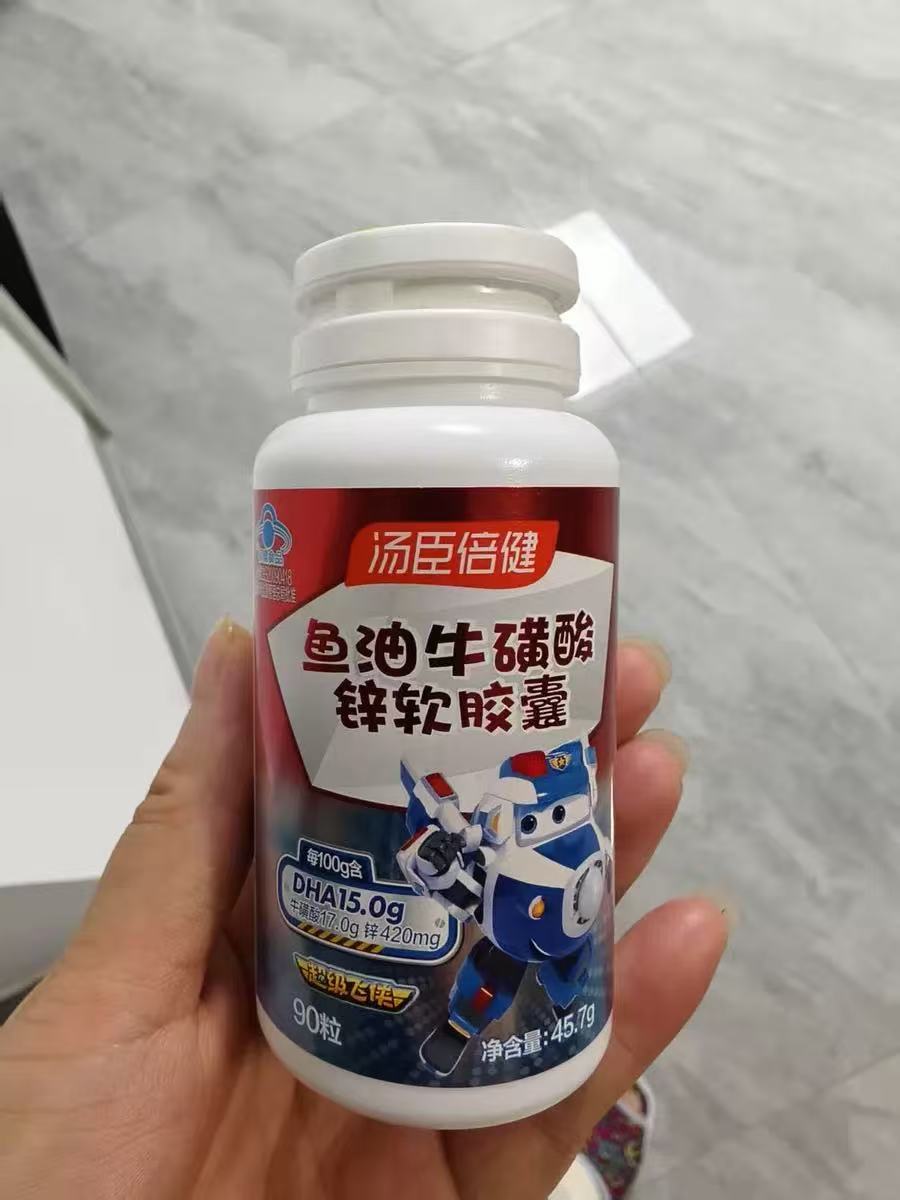 汤臣倍健
鱼油牛磺酸
锌软胶囊
每100g含
DHA15.0g
牛磺酸17.0g 锌420mg
超级飞侠
90粒
净含量:45.7g